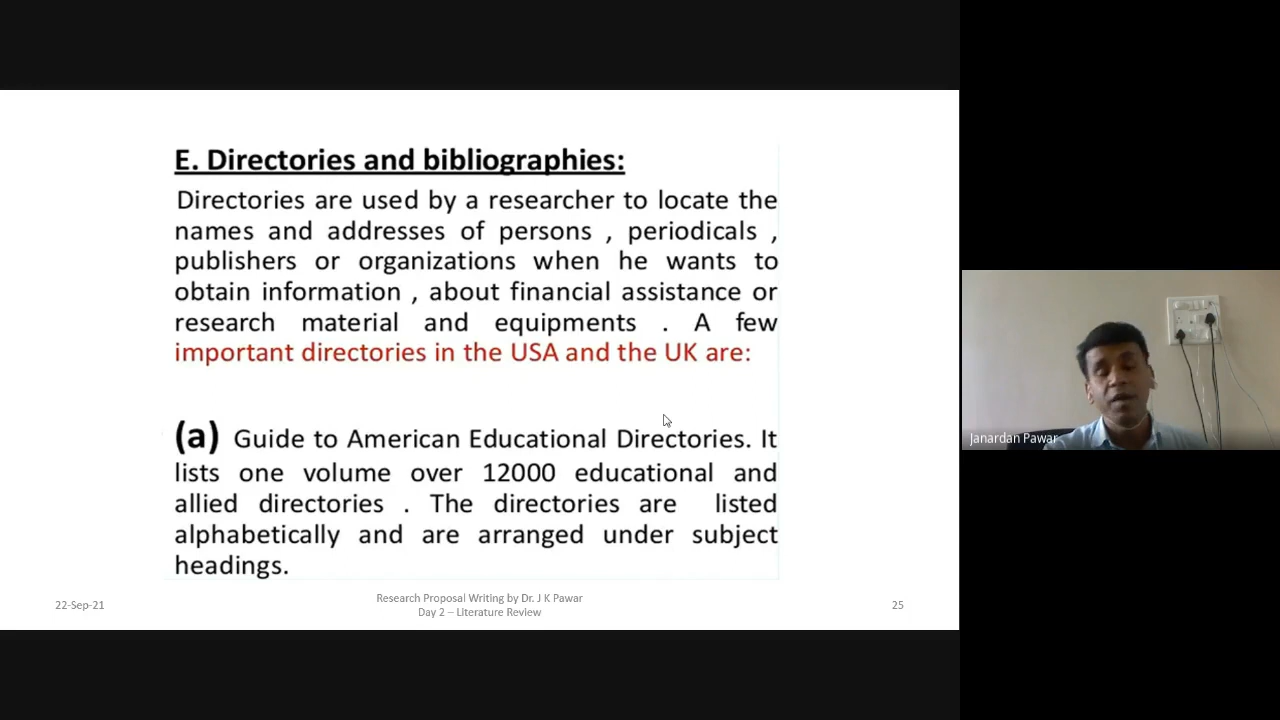 E. Directories and bibliographies:
Directories are used by a researcher to locate the
names and addresses of persons , periodicals ,
publishers or organizations when he wants to
obtain information , about financial assistance or
research material and equipments . A few
important directories in the USA and the UK are:
(a) Guide to American Educational Directories. It
lists one volume over 12000 educational and
allied directories . The directories are listed
alphabetically and are arranged under subject
headings.
22-Sep-21
Research Proposal Writing by Dr. J K Pawar
Day 2 – Literature Review
25
Janardan Pawar